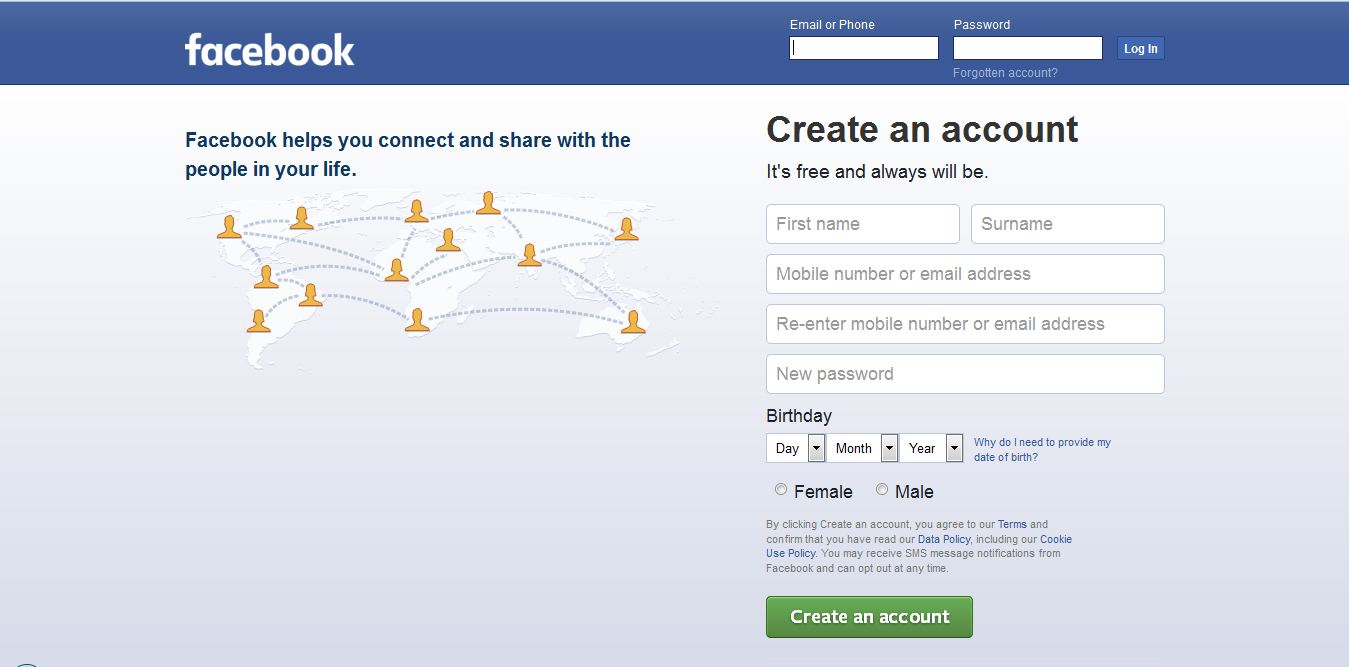 facebook
Email or Phone
Password
Log In
Forgotten account?
Facebook helps you connect and share with the
people in your life.
Create an account
It's free and always will be.
First name
Surname
Mobile number or email address
Re-enter mobile number or email address
New password
Birthday
Day
Month
Year
Why do I need to provide my
date of birth?
Female
Male
By clicking Create an account, you agree to our Terms and
confirm that you have read our Data Policy, including our Cookie
Use Policy. You may receive SMS message notifications from
Facebook and can opt out at any time.
Create an account